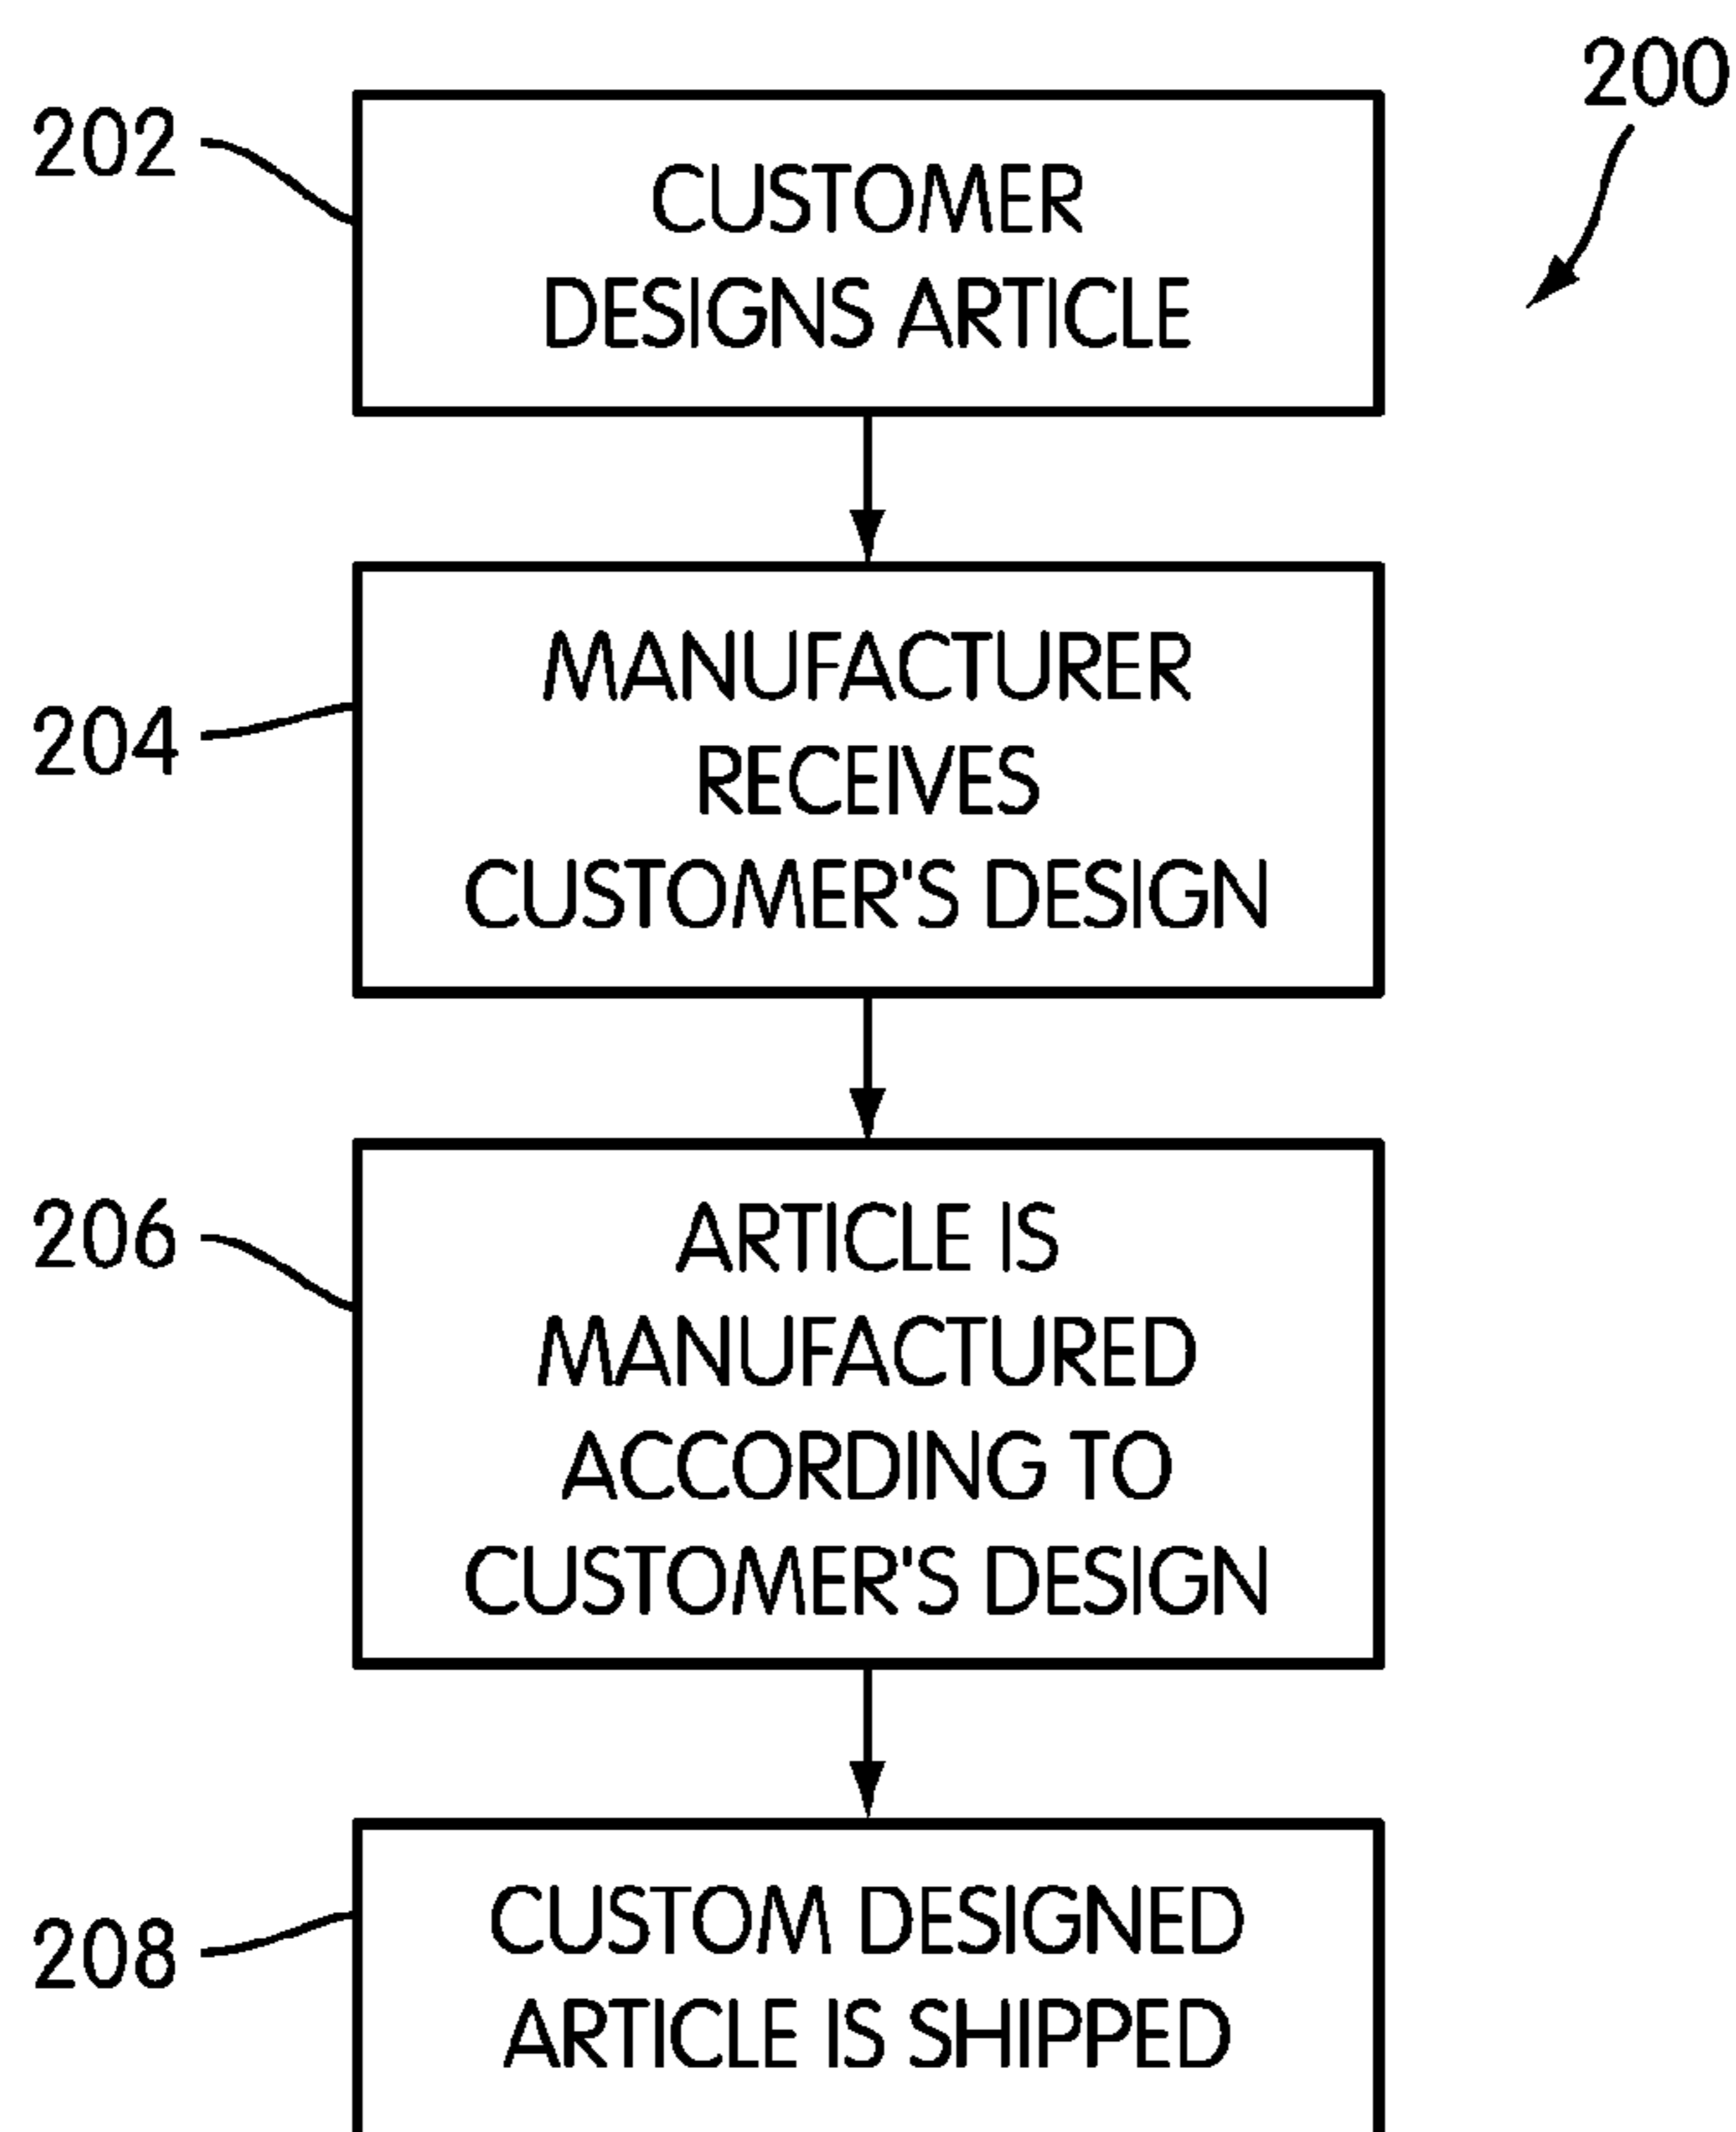 200
202
CUSTOMER
DESIGNS ARTICLE
204
MANUFACTURER
RECEIVES
CUSTOMER'S DESIGN
206
ARTICLE IS
MANUFACTURED
ACCORDING TO
CUSTOMER'S DESIGN
208
CUSTOM DESIGNED
ARTICLE IS SHIPPED